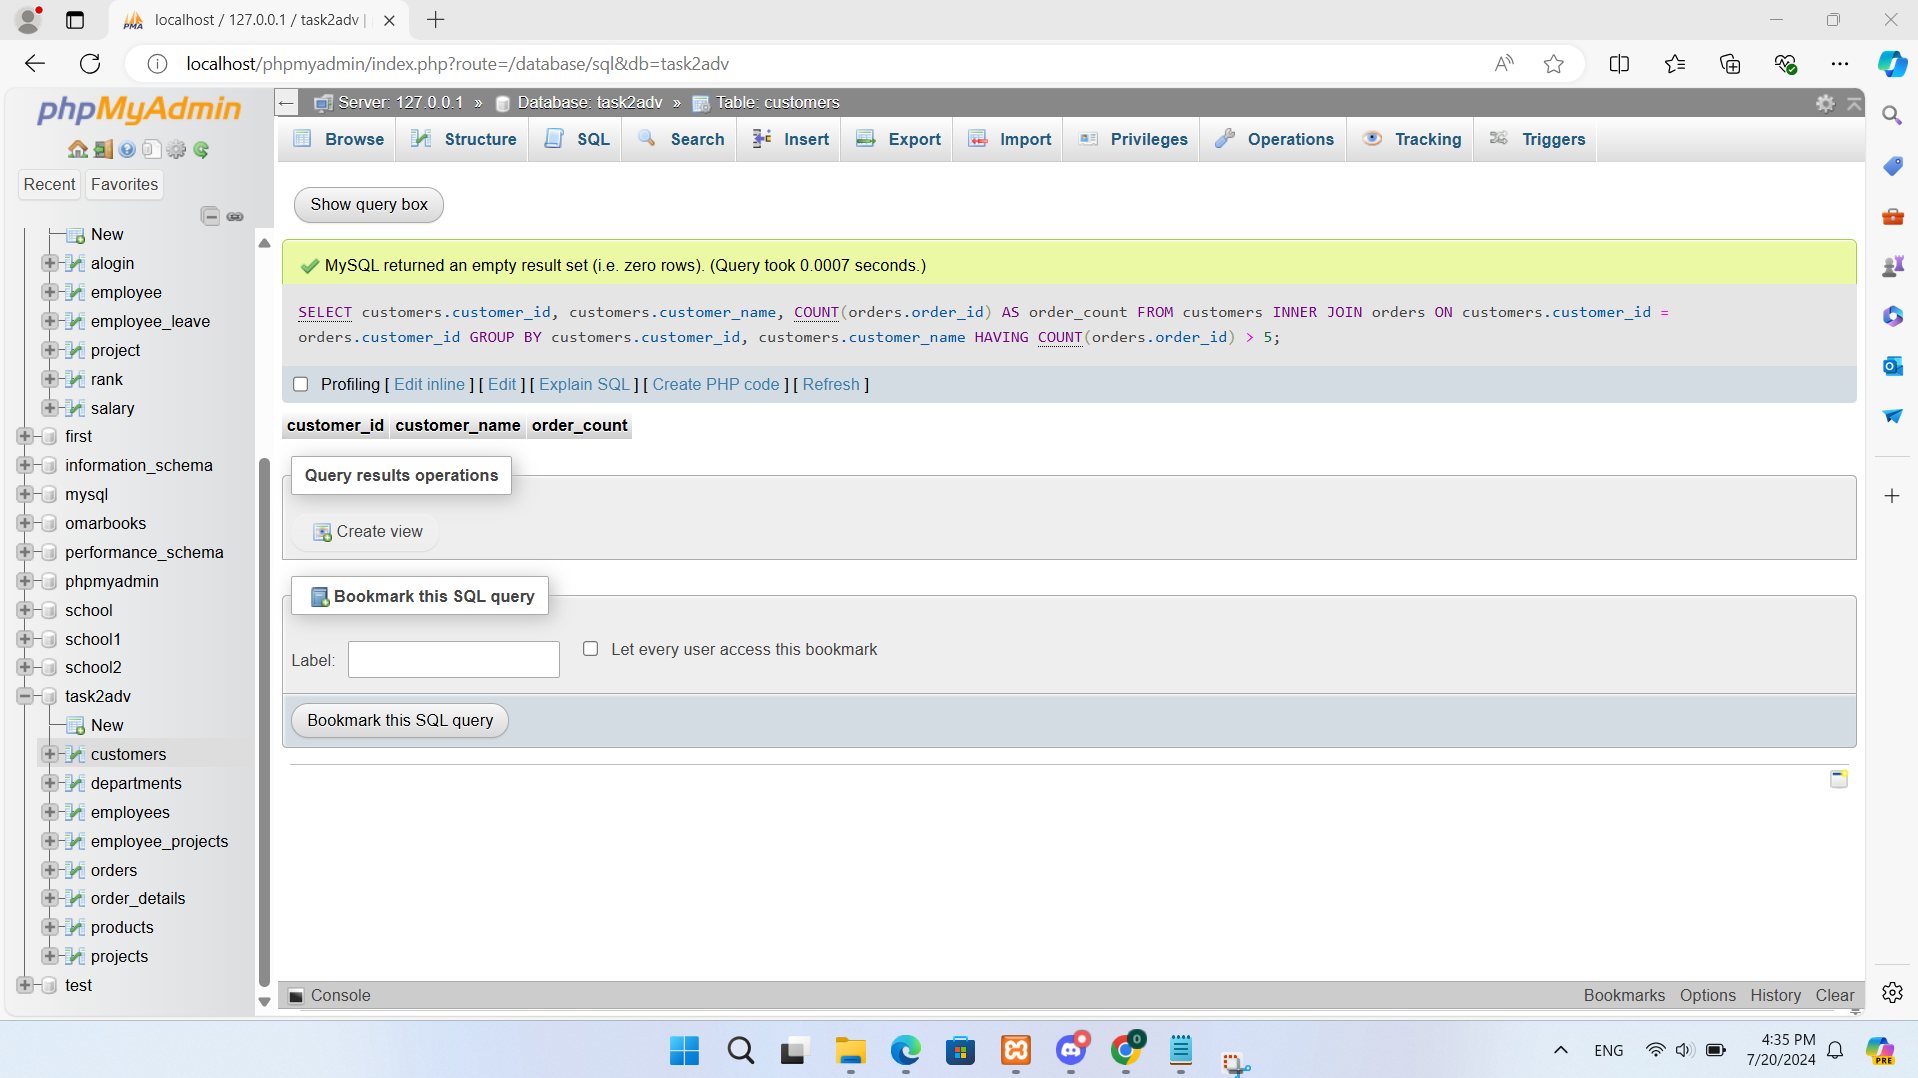 localhost / 127.0.0.1 / task2adv |
localhost/phpmyadmin/index.php?route=/database/sql&db=task2adv
phpMyAdmin
Recent
Favorites
New
alogin
employee
employee_leave
project
rank
salary
first
information_schema
mysql
omarbooks
performance_schema
phpmyadmin
school
school1
school2
task2adv
New
customers
departments
employees
employee_projects
orders
order_details
products
projects
test
Server: 127.0.0.1 » Database: task2adv » Table: customers
Browse Structure SQL Search Insert Export Import Privileges Operations Tracking Triggers
Show query box
MySQL returned an empty result set (i.e. zero rows). (Query took 0.0007 seconds.)
SELECT customers.customer_id, customers.customer_name, COUNT(orders.order_id) AS order_count FROM customers INNER JOIN orders ON customers.customer_id =
orders.customer_id GROUP BY customers.customer_id, customers.customer_name HAVING COUNT(orders.order_id) > 5;
Profiling [ Edit inline ] [ Edit ] [ Explain SQL ] [ Create PHP code ] [ Refresh ]
customer_id customer_name order_count
Query results operations
Create view
Bookmark this SQL query
Label:
Let every user access this bookmark
Bookmark this SQL query
Console
Bookmarks Options History Clear
ENG
4:35 PM
7/20/2024
PRE